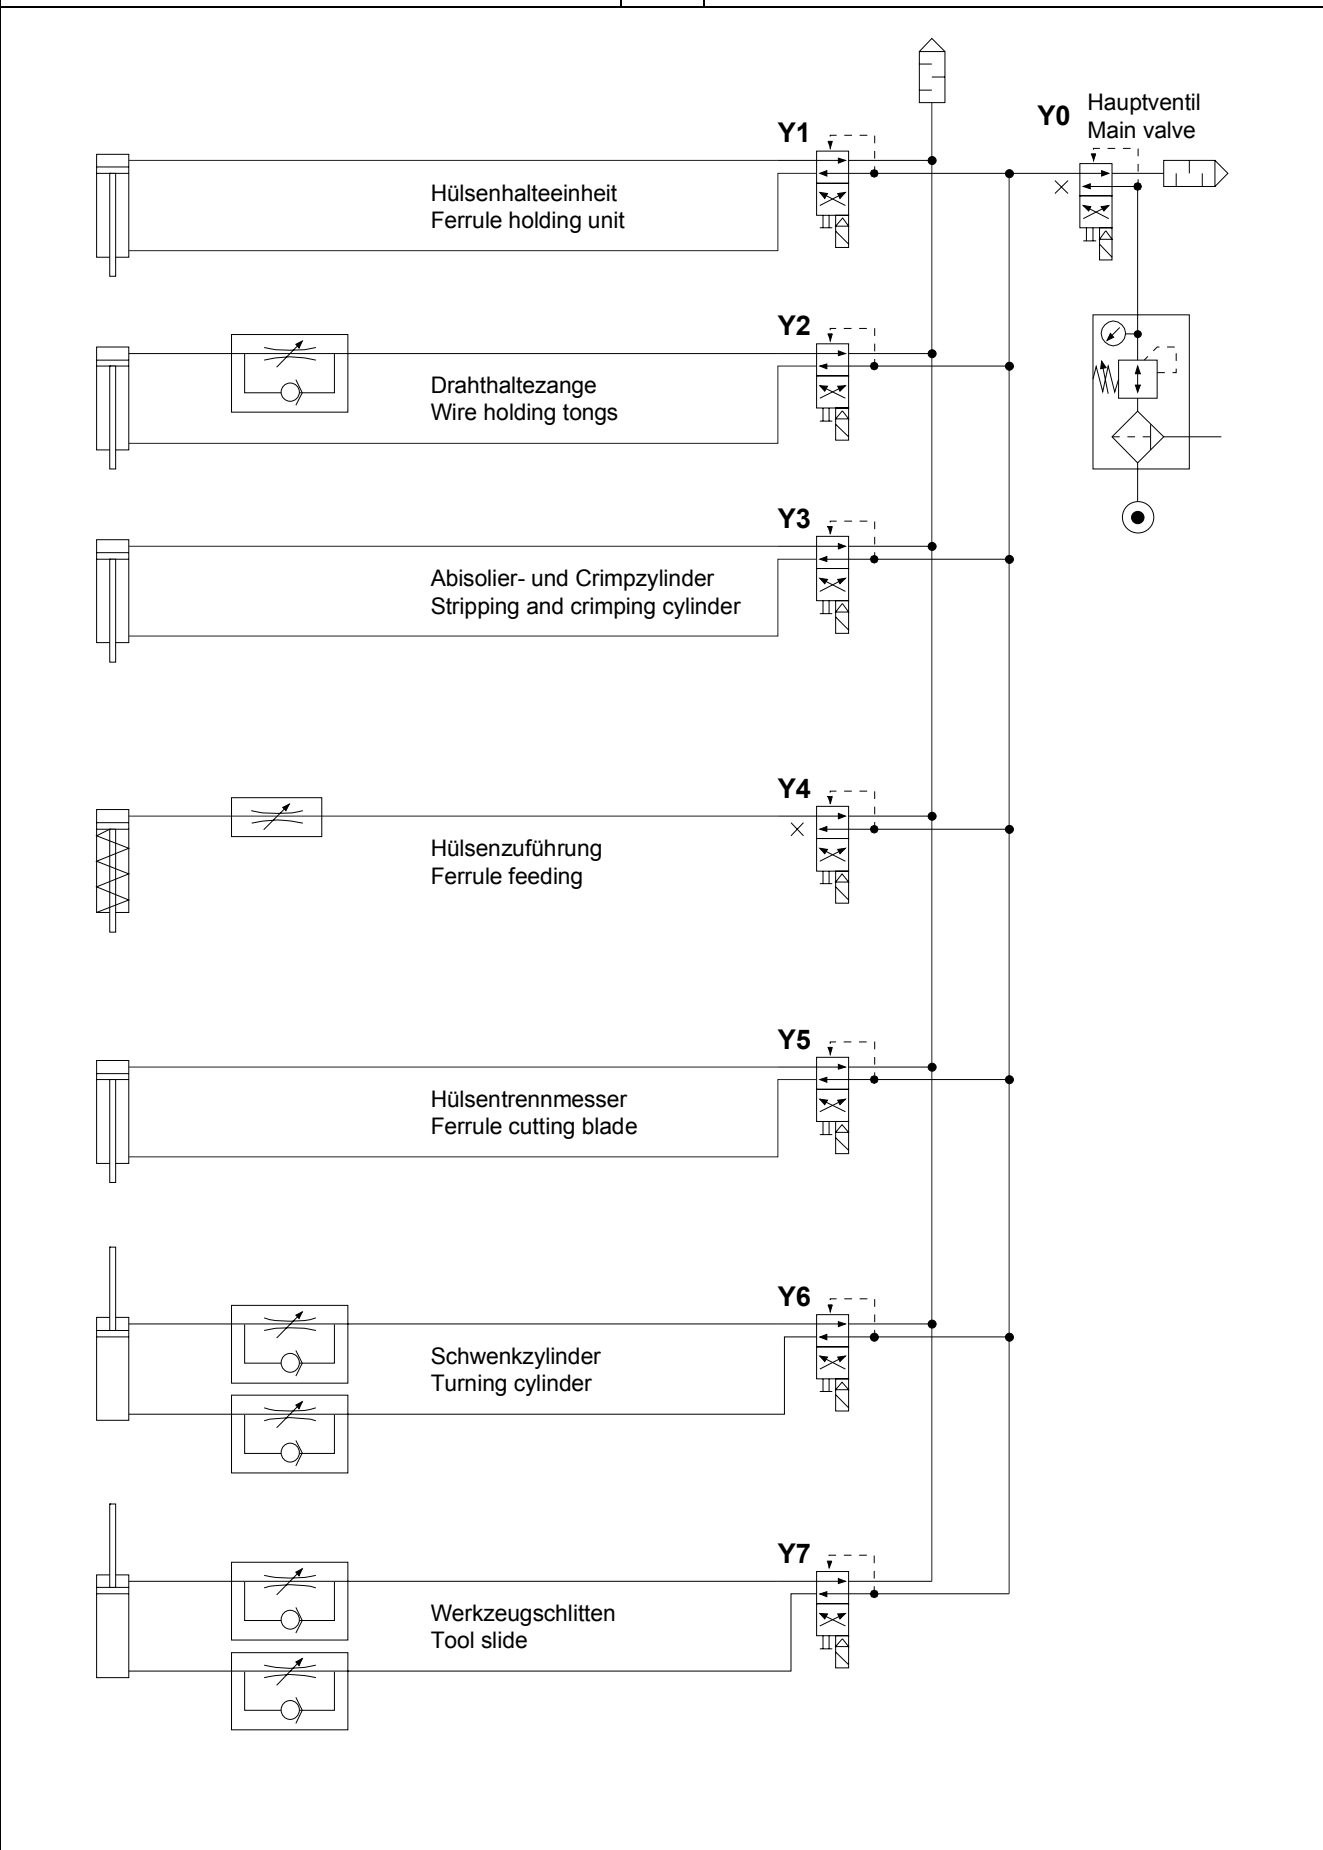 Y0
Hauptventil
Main valve
Y1
Hülsenhalteeinheit
Ferrule holding unit
Y2
Drahthaltezange
Wire holding tongs
Y3
Abisolier- und Crimpzylinder
Stripping and crimping cylinder
Y4
Hülsenzuführung
Ferrule feeding
Y5
Hülsentrennmesser
Ferrule cutting blade
Y6
Schwenkzylinder
Turning cylinder
Y7
Werkzeugschlitten
Tool slide